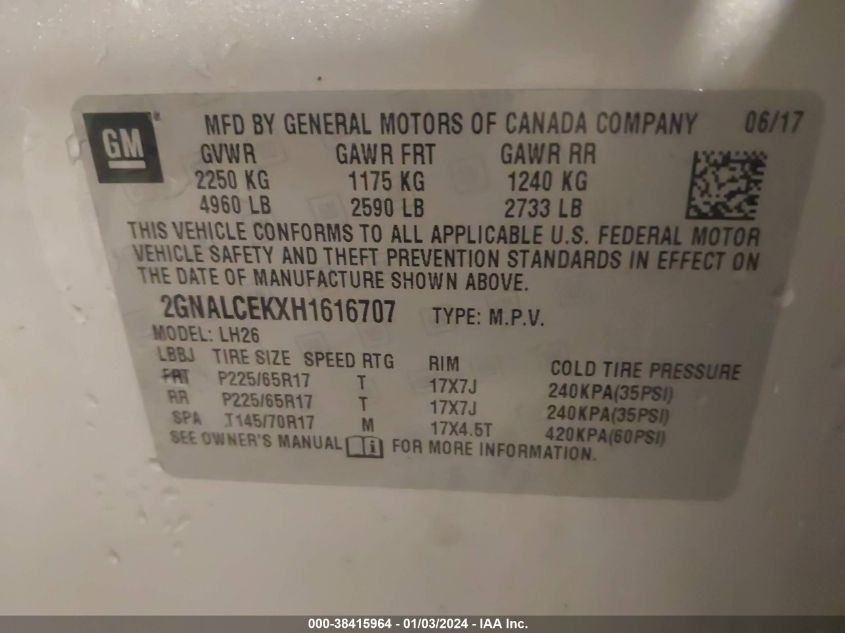 GM MFD BY GENERAL MOTORS OF CANADA COMPANY 06/17
GVWR GAWR FRT GAWR RR
2250 KG 1175 KG 1240 KG
4960 LB 2590 LB 2733 LB
THIS VEHICLE CONFORMS TO ALL APPLICABLE U.S. FEDERAL MOTOR
VEHICLE SAFETY AND THEFT PREVENTION STANDARDS IN EFFECT ON
THE DATE OF MANUFACTURE SHOWN ABOVE.
2GNALCEKXH1616707 TYPE: M.P.V.
MODEL: LH26
LBBJ TIRE SIZE SPEED RTG RIM COLD TIRE PRESSURE
FRT P225/65R17 T 17X7J 240KPA(35PSI)
RR P225/65R17 T 17X7J 240KPA(35PSI)
SPA T145/70R17 M 17X4.5T 420KPA(60PSI)
SEE OWNER'S MANUAL FOR MORE INFORMATION.
000-38415964 - 01/03/2024 - IAA Inc.